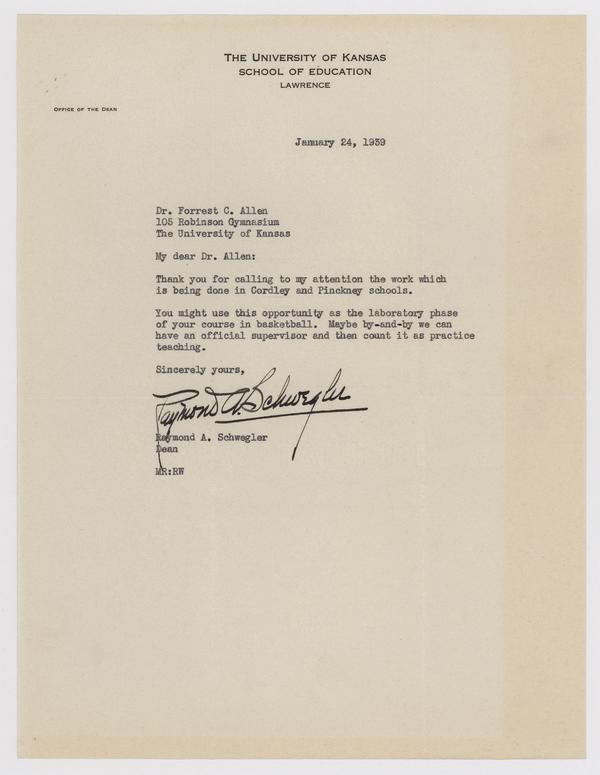 THE UNIVERSITY OF KANSAS
SCHOOL OF EDUCATION
LAWRENCE
OFFICE OF THE DEAN
January 24, 1939
Dr. Forrest C. Allen
105 Robinson Gymnasium
The University of Kansas
My dear Dr. Allen:
Thank you for calling to my attention the work which
is being done in Cordley and Pinckney schools.
You might use this opportunity as the laboratory phase
of your course in basketball. Maybe by-and-by we can
have an official supervisor and then count it as practice
teaching.
Sincerely yours,
Raymond A. Schwegler
Raymond A. Schwegler
Dean
MR:RW